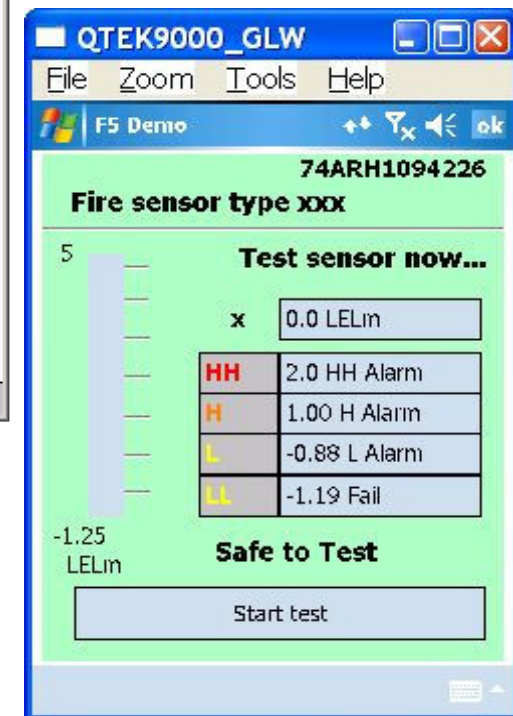 QTEK9000_GLW
File Zoom Tools Help
F5 Demo ok
74ARH1094226
Fire sensor type xxx
5
Test sensor now...
x 0.0 LELm
HH 2.0 HH Alarm
H 1.00 H Alarm
L -0.88 L Alarm
LL -1.19 Fail
-1.25
LELm
Safe to Test
Start test